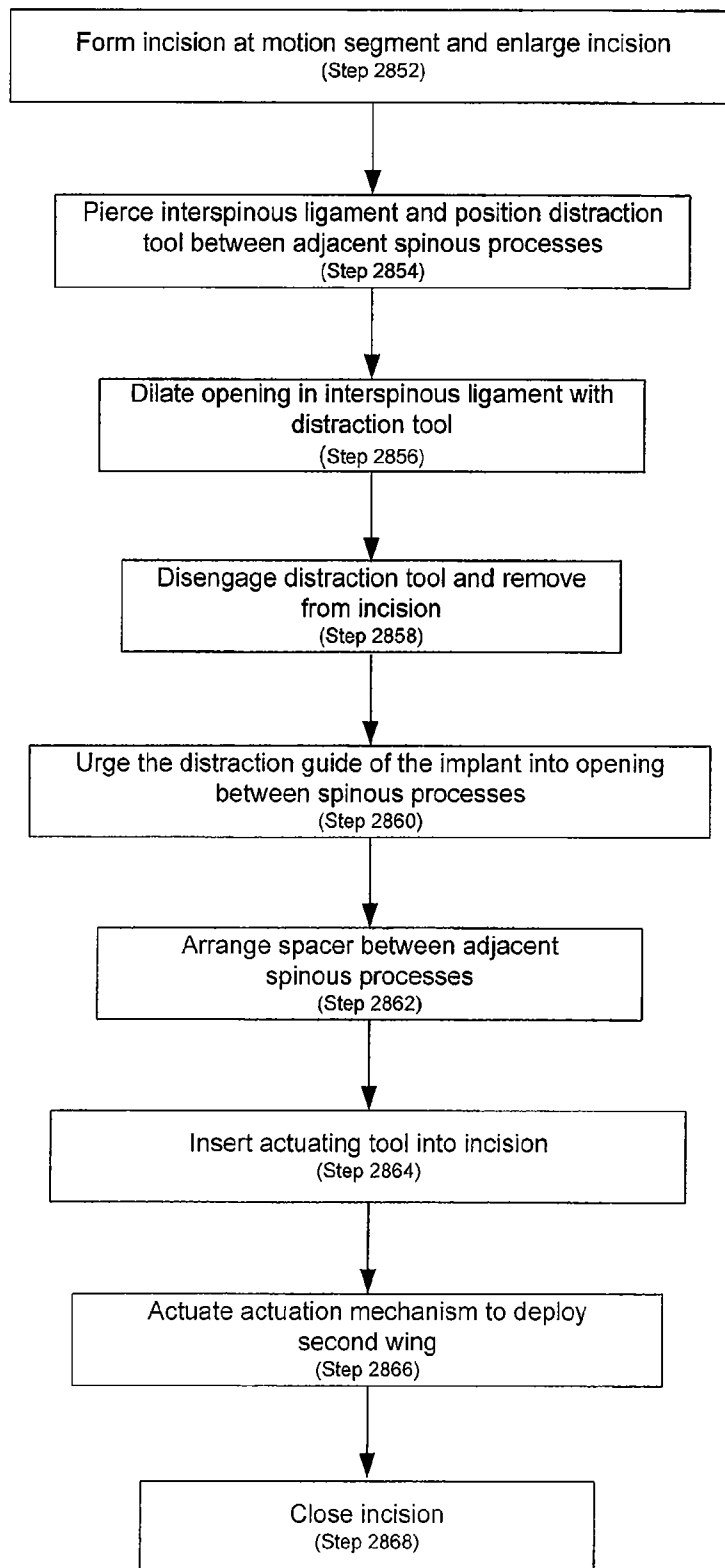 Form incision at motion segment and enlarge incision
(Step 2852)
Pierce interspinous ligament and position distraction
tool between adjacent spinous processes
(Step 2854)
Dilate opening in interspinous ligament with
distraction tool
(Step 2856)
Disengage distraction tool and remove
from incision
(Step 2858)
Urge the distraction guide of the implant into opening
between spinous processes
(Step 2860)
Arrange spacer between adjacent
spinous processes
(Step 2862)
Insert actuating tool into incision
(Step 2864)
Actuate actuation mechanism to deploy
second wing
(Step 2866)
Close incision
(Step 2868)